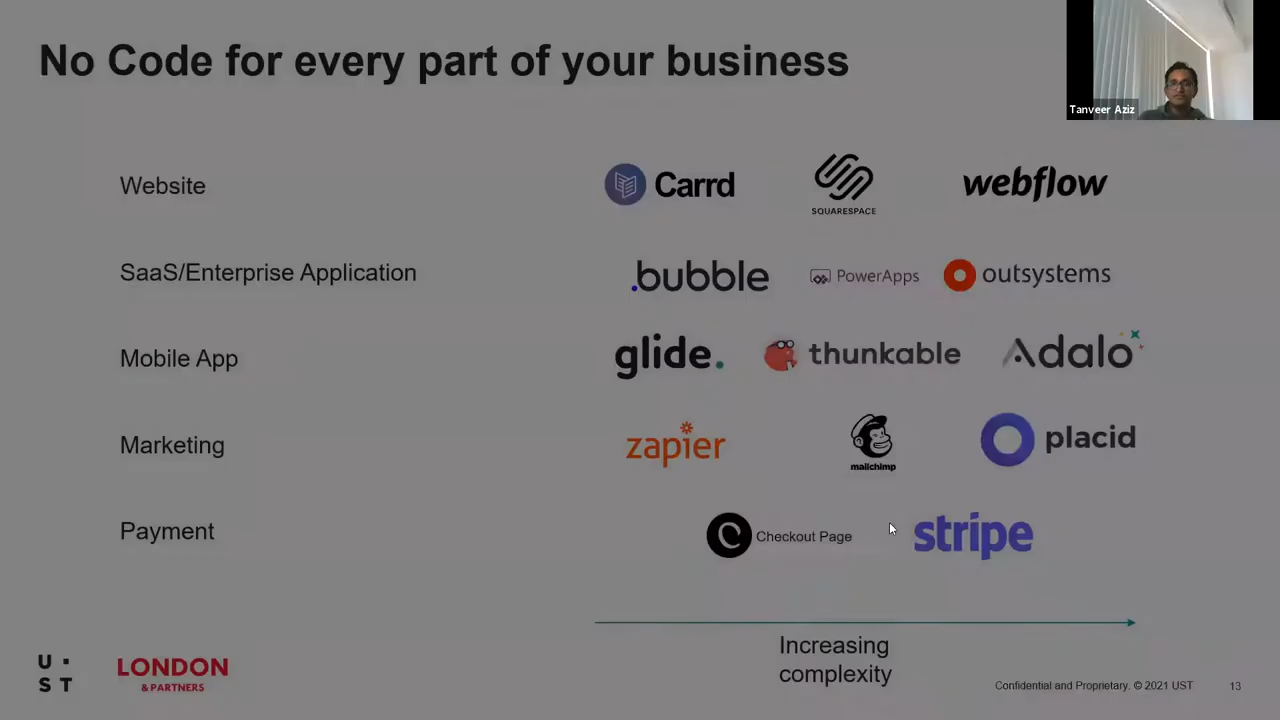 No Code for every part of your business
Tanveer Aziz
Website
Carrd
SQUARESPACE
webflow
SaaS/Enterprise Application
.bubble
PowerApps
outsystems
Mobile App
glide.
thunkable
Adalo
Marketing
zapier
mailchimp
placid
Payment
C
Checkout Page
stripe
Increasing
complexity
U·
ST
LONDON
& PARTNERS
Confidential and Proprietary. © 2021 UST
13